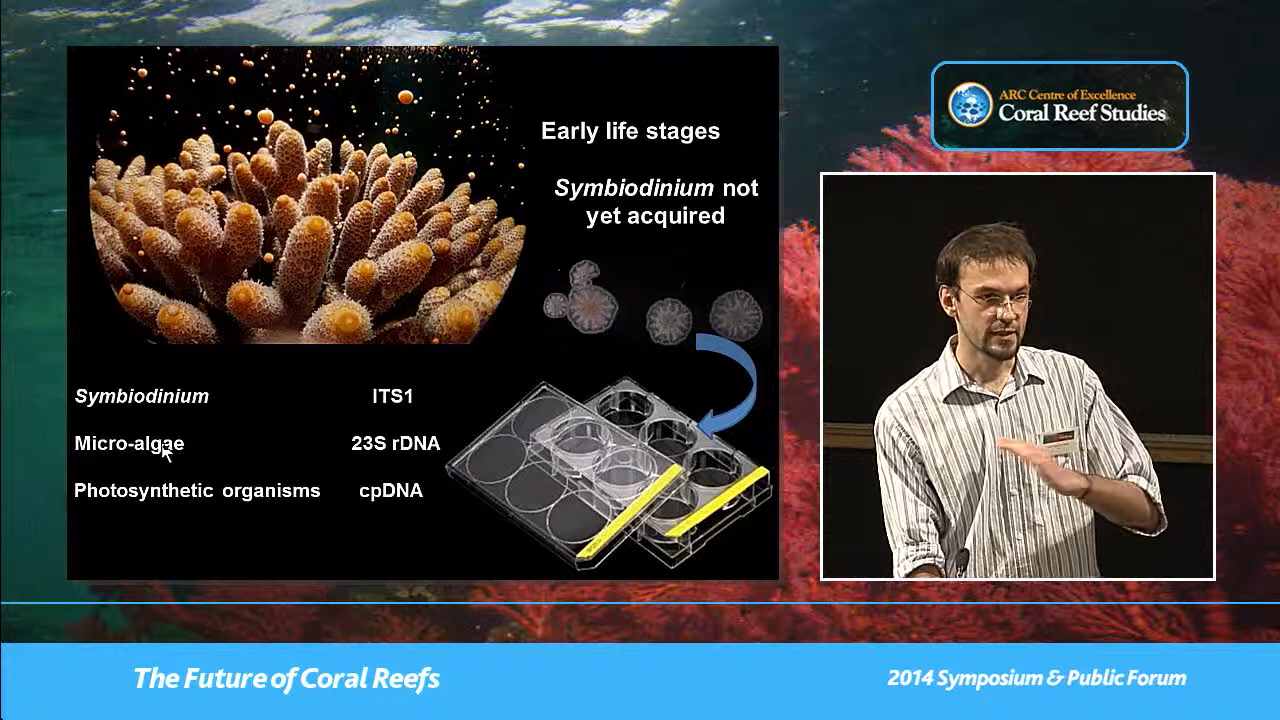 Early life stages
Symbiodinium not
yet acquired
Symbiodinium ITS1
Micro-algae 23S rDNA
Photosynthetic organisms cpDNA
ARC Centre of Excellence
Coral Reef Studies
The Future of Coral Reefs
2014 Symposium & Public Forum